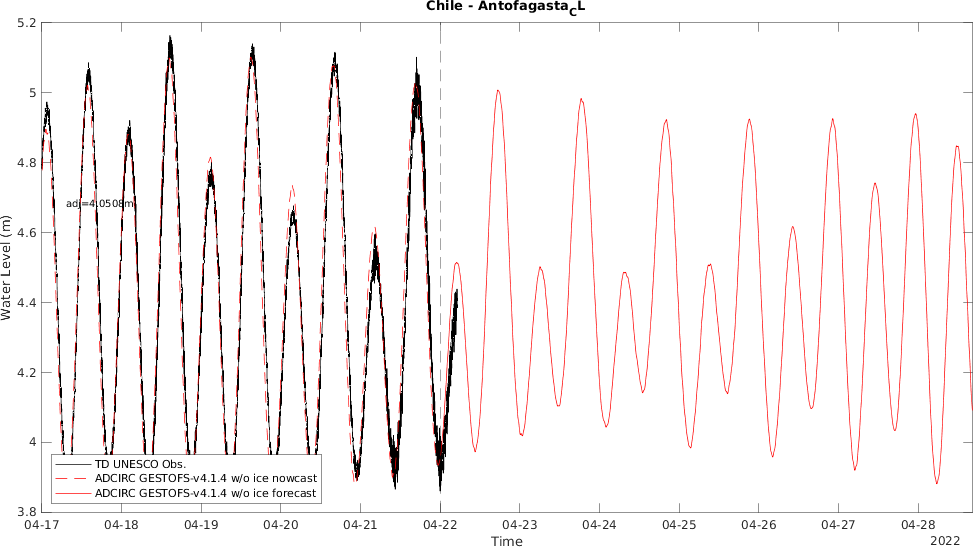 Chile - Antofagasta_CL
5.2
5
4.8
4.6
4.4
4.2
4
3.8
Water Level (m)
adj=4.0508m
TD UNESCO Obs.
ADCIRC GESTOFS-v4.1.4 w/o ice nowcast
ADCIRC GESTOFS-v4.1.4 w/o ice forecast
04-17 04-18 04-19 04-20 04-21 04-22 04-23 04-24 04-25 04-26 04-27 04-28
Time
2022